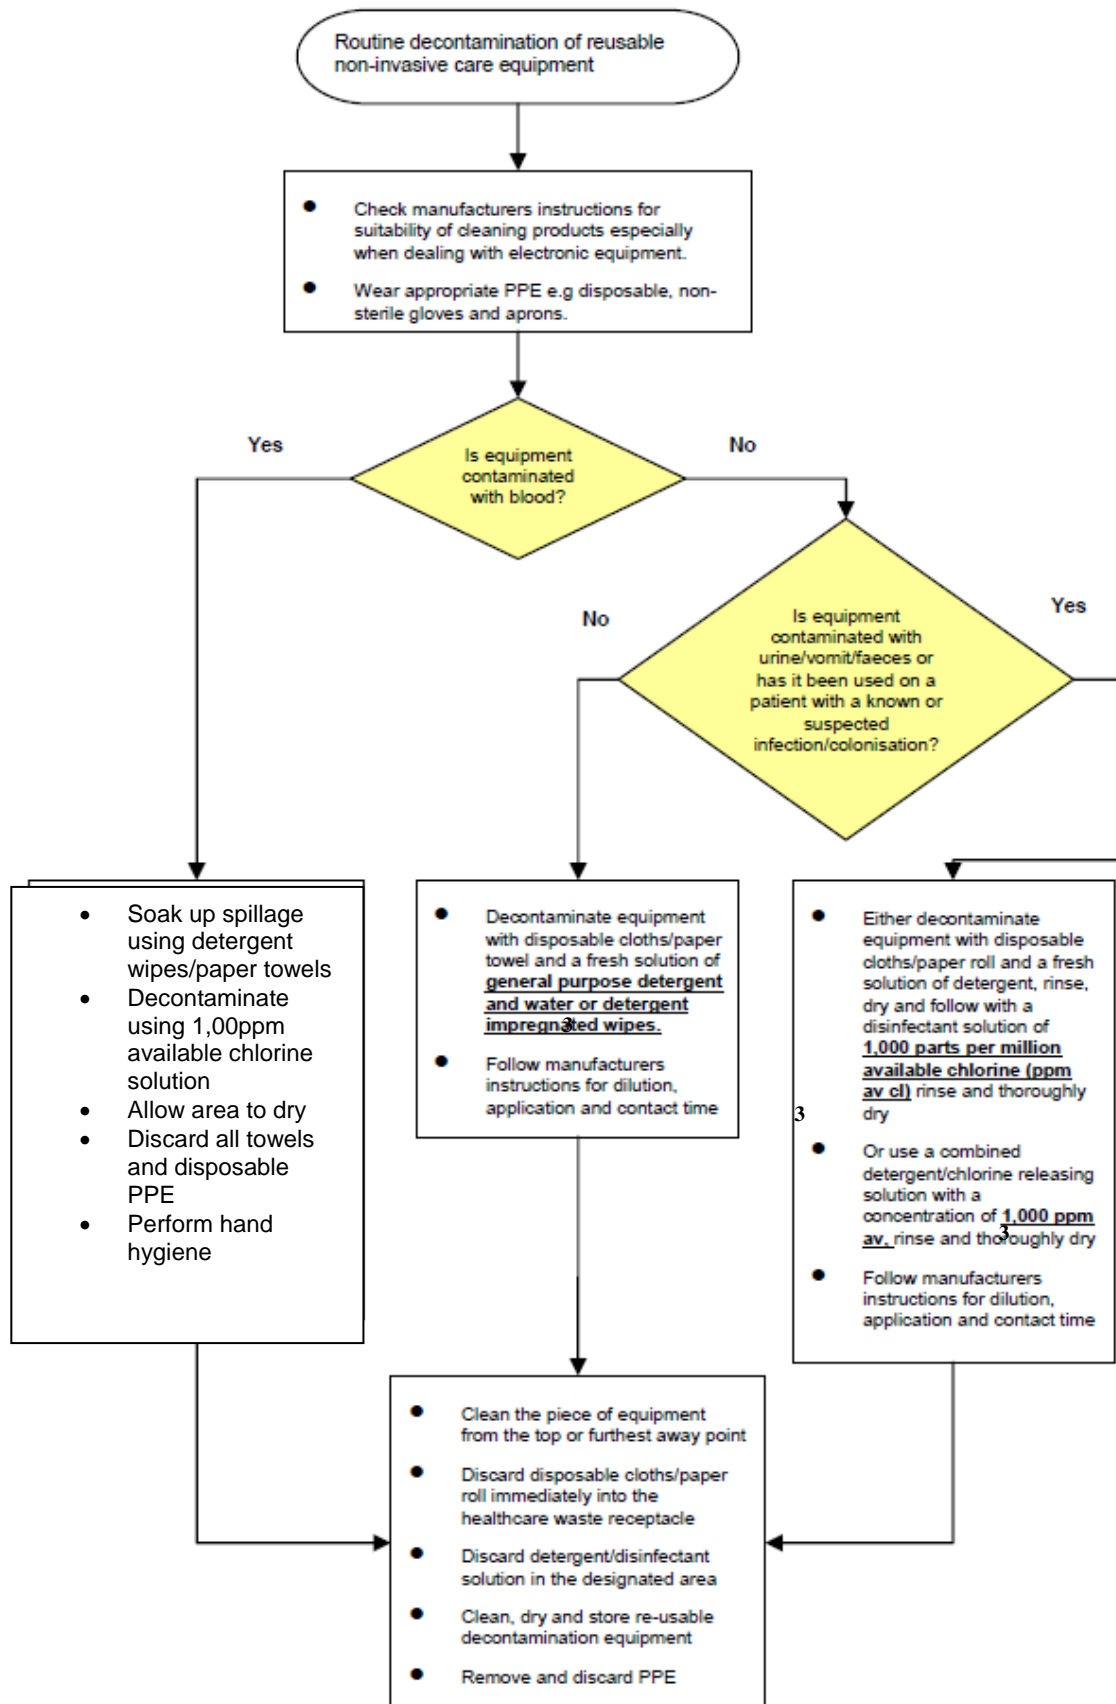 Routine decontamination of reusable
non-invasive care equipment
Check manufacturers instructions for
suitability of cleaning products especially
when dealing with electronic equipment.
Wear appropriate PPE e.g disposable, non-
sterile gloves and aprons.
Yes
No
Is equipment
contaminated
with blood?
No
Yes
Is equipment
contaminated with
urine/vomit/faeces or
has it been used on a
patient with a known or
suspected
infection/colonisation?
Soak up spillage
using detergent
wipes/paper towels
Decontaminate
using 1,00ppm
available chlorine
solution
Allow area to dry
Discard all towels
and disposable
PPE
Perform hand
hygiene
Decontaminate equipment
with disposable cloths/paper
towel and a fresh solution of
general purpose detergent
and water or detergent
impregnated wipes.
3
Follow manufacturers
instructions for dilution,
application and contact time
Either decontaminate
equipment with disposable
cloths/paper roll and a fresh
solution of detergent, rinse,
dry and follow with a
disinfectant solution of
1,000 parts per million
available chlorine (ppm
av cl) rinse and thoroughly
dry
3
Or use a combined
detergent/chlorine releasing
solution with a
concentration of 1,000 ppm
av, rinse and thoroughly dry
3
Follow manufacturers
instructions for dilution,
application and contact time
Clean the piece of equipment
from the top or furthest away point
Discard disposable cloths/paper
roll immediately into the
healthcare waste receptacle
Discard detergent/disinfectant
solution in the designated area
Clean, dry and store re-usable
decontamination equipment
Remove and discard PPE